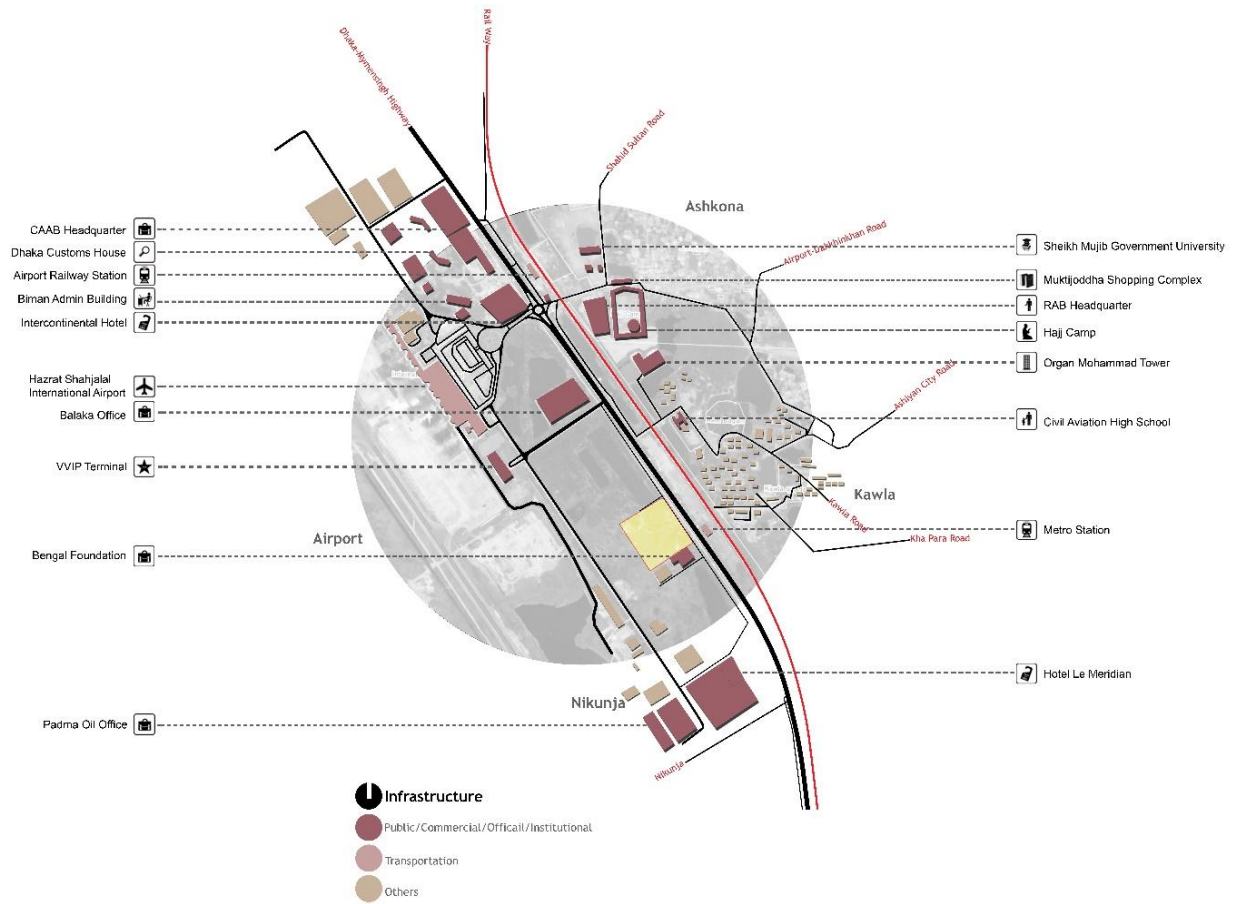 Rail Way
Dhaka-Mymensingh Highway
Shahid Sultan Road
Ashkona
Airport-Dakkhinkhan Road
CAAB Headquarter
Dhaka Customs House
Airport Railway Station
Biman Admin Building
Intercontinental Hotel
Hazrat Shahjalal
International Airport
Balaka Office
VVIP Terminal
Airport
Bengal Foundation
Nikunja
Padma Oil Office
Sheikh Mujib Government University
Muktijoddha Shopping Complex
RAB Headquarter
Hajj Camp
Organ Mohammad Tower
Ashiyan City Road
Civil Aviation High School
Kawla
Kawla Road
Kha Para Road
Metro Station
Hotel Le Meridian
Nikunja
Infrastructure
Public/Commercial/Officail/Institutional
Transportation
Others